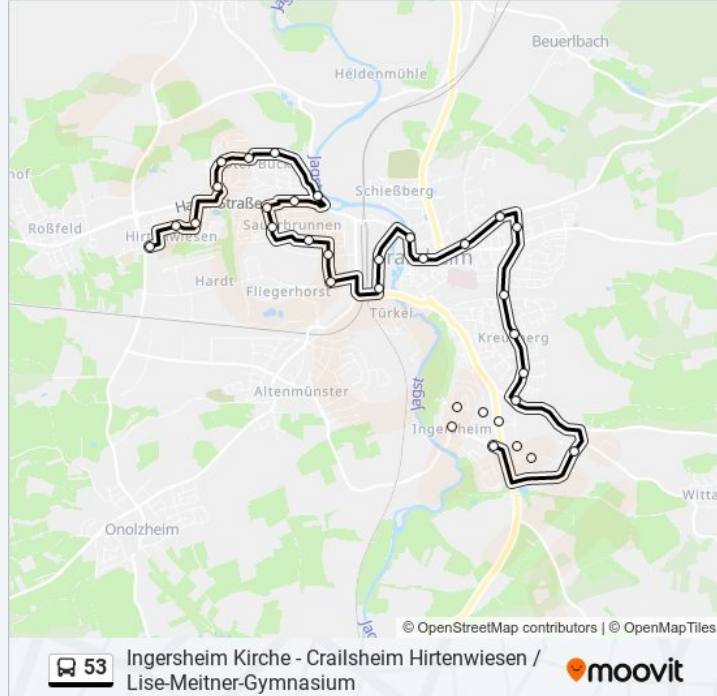 Beuerlbach
Heldenmühle
Jagst
Schießberg
Roßfeld
Hirtenwiesen
Sauerbrunnen
Hardt
Fliegerhorst
Türkei
Kreuzberg
Altenmünster
Jagst
Ingersheim
Onolzheim
© OpenStreetMap contributors | © OpenMapTiles
53
Ingersheim Kirche - Crailsheim Hirtenwiesen /
Lise-Meitner-Gymnasium
moovit